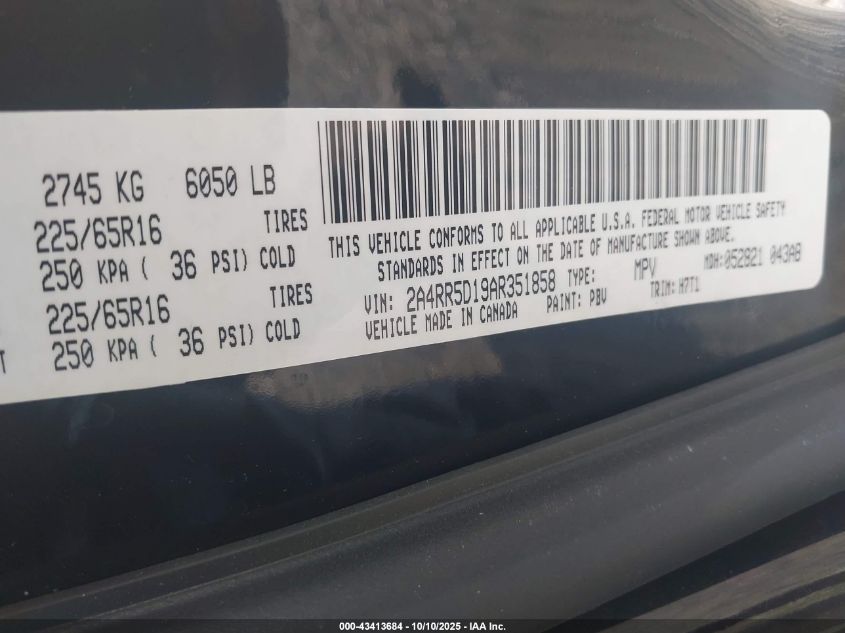 2745 KG 6050 LB
225/65R16 TIRES
250 KPA ( 36 PSI) COLD
225/65R16 TIRES
250 KPA ( 36 PSI) COLD
T
THIS VEHICLE CONFORMS TO ALL APPLICABLE U.S.A. FEDERAL MOTOR VEHICLE SAFETY
STANDARDS IN EFFECT ON THE DATE OF MANUFACTURE SHOWN ABOVE.
VIN: 2A4RR5D19AR351858 TYPE: MPV MDH:052821 043AB
VEHICLE MADE IN CANADA PAINT: PBV TRIM: H7T1
000-43413684 - 10/10/2025 - IAA Inc.